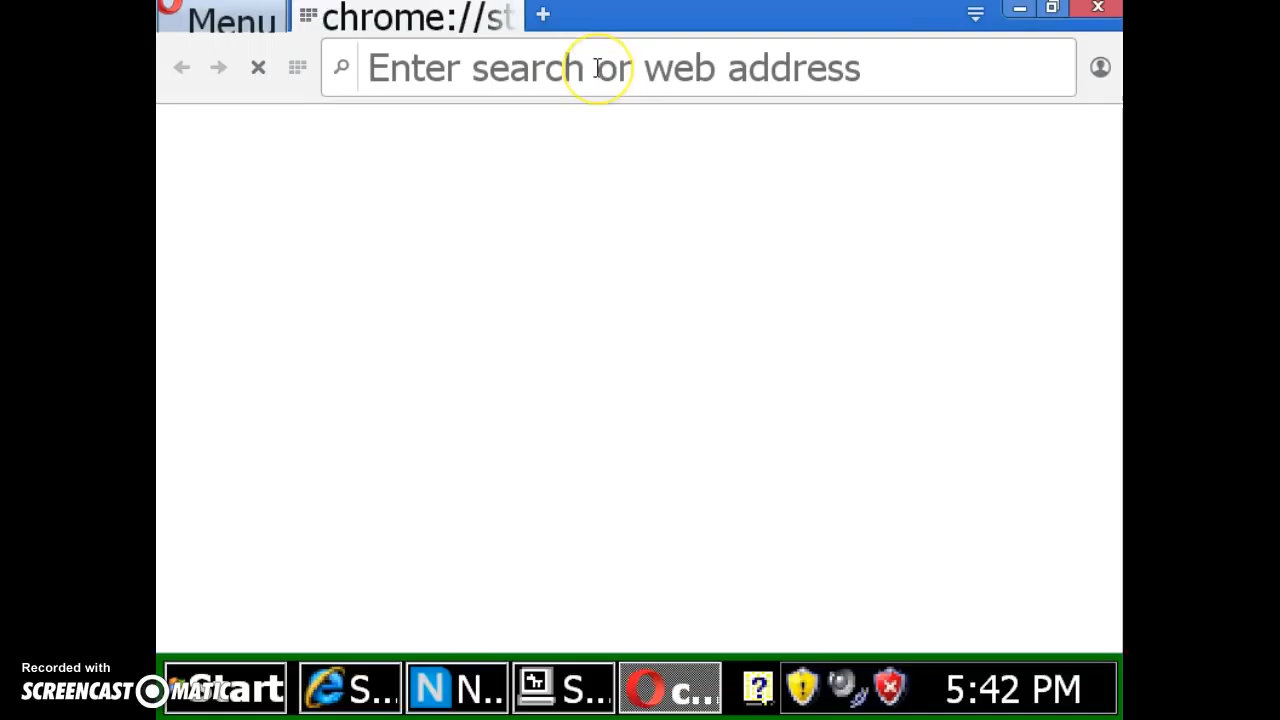 Menu
chrome://st
Enter search or web address
Recorded with
SCREENCAST MATIC
Start
S...
N N...
S...
c...
5:42 PM